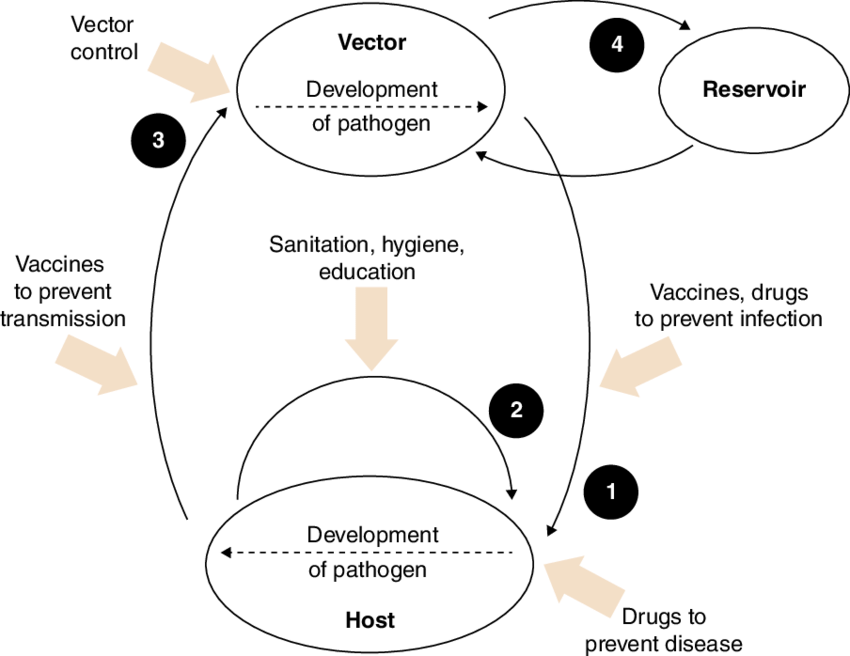 Vector
control
Vector
Development
of pathogen
4
Reservoir
3
Sanitation, hygiene,
education
Vaccines
to prevent
transmission
Vaccines, drugs
to prevent infection
2
1
Development
of pathogen
Host
Drugs to
prevent disease